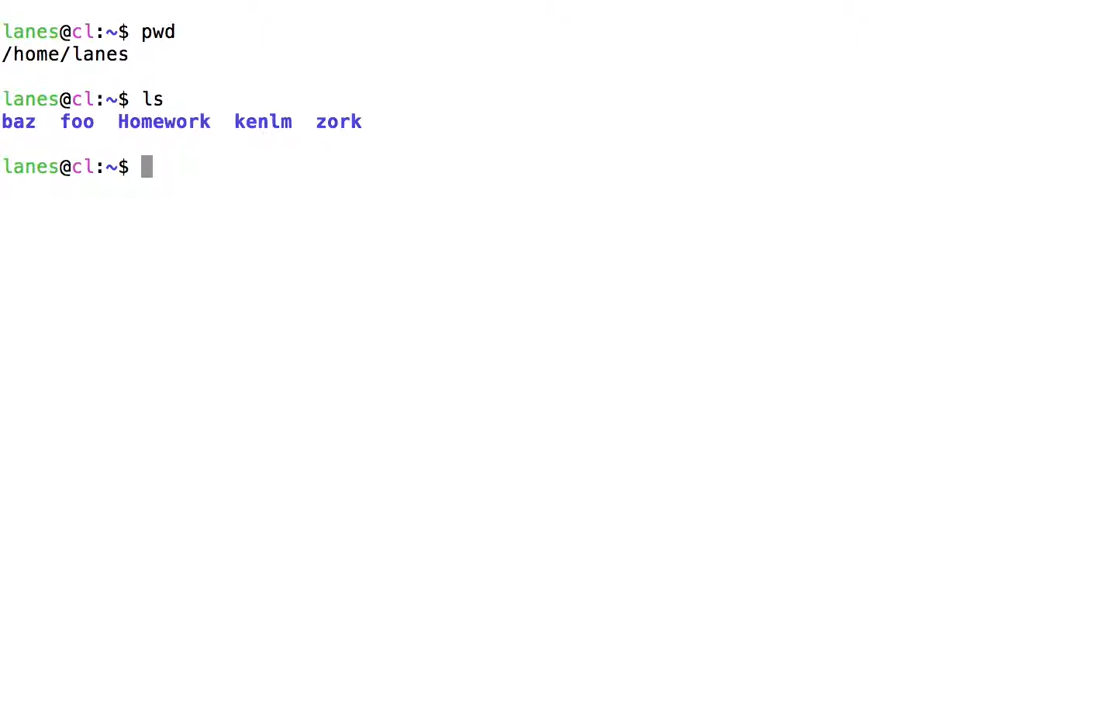 lanes@cl:~$ pwd
/home/lanes
lanes@cl:~$ ls
baz  foo  Homework  kenlm  zork
lanes@cl:~$